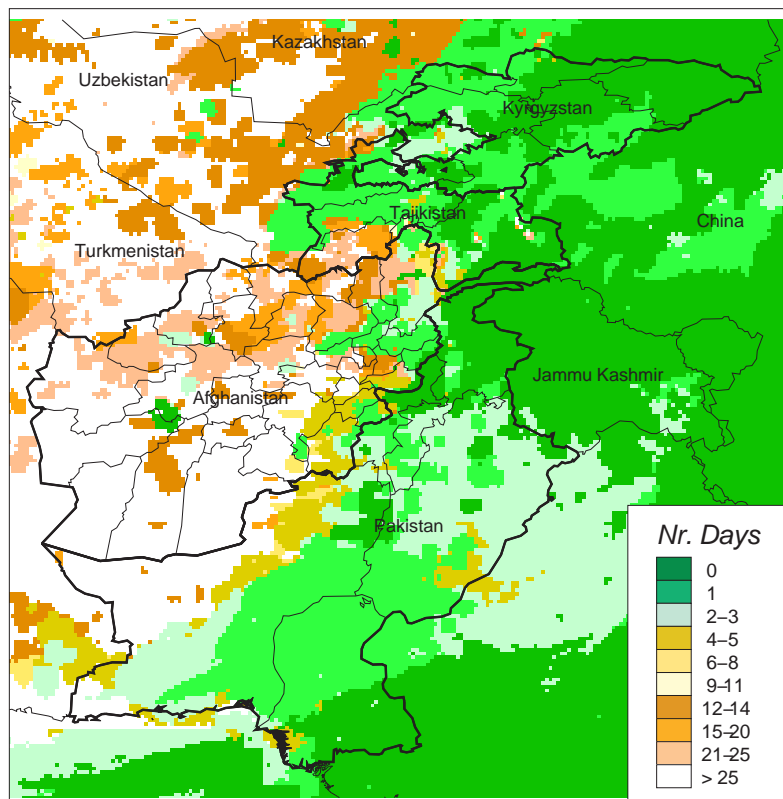 Kazakhstan
Uzbekistan
Kyrgyzstan
Tajikistan
China
Turkmenistan
Jammu Kashmir
Afghanistan
Pakistan
Nr. Days
0
1
2–3
4–5
6–8
9–11
12–14
15–20
21–25
> 25